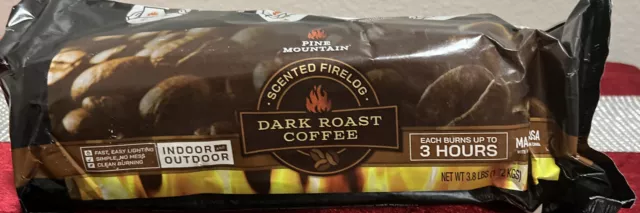 PINE
MOUNTAIN
SCENTED FIRELOG
DARK ROAST
COFFEE
FAST, EASY LIGHTING
SIMPLE, NO MESS
CLEAN BURNING
INDOOR
OUTDOOR
EACH BURNS UP TO
3 HOURS
NET WT 3.8 LBS